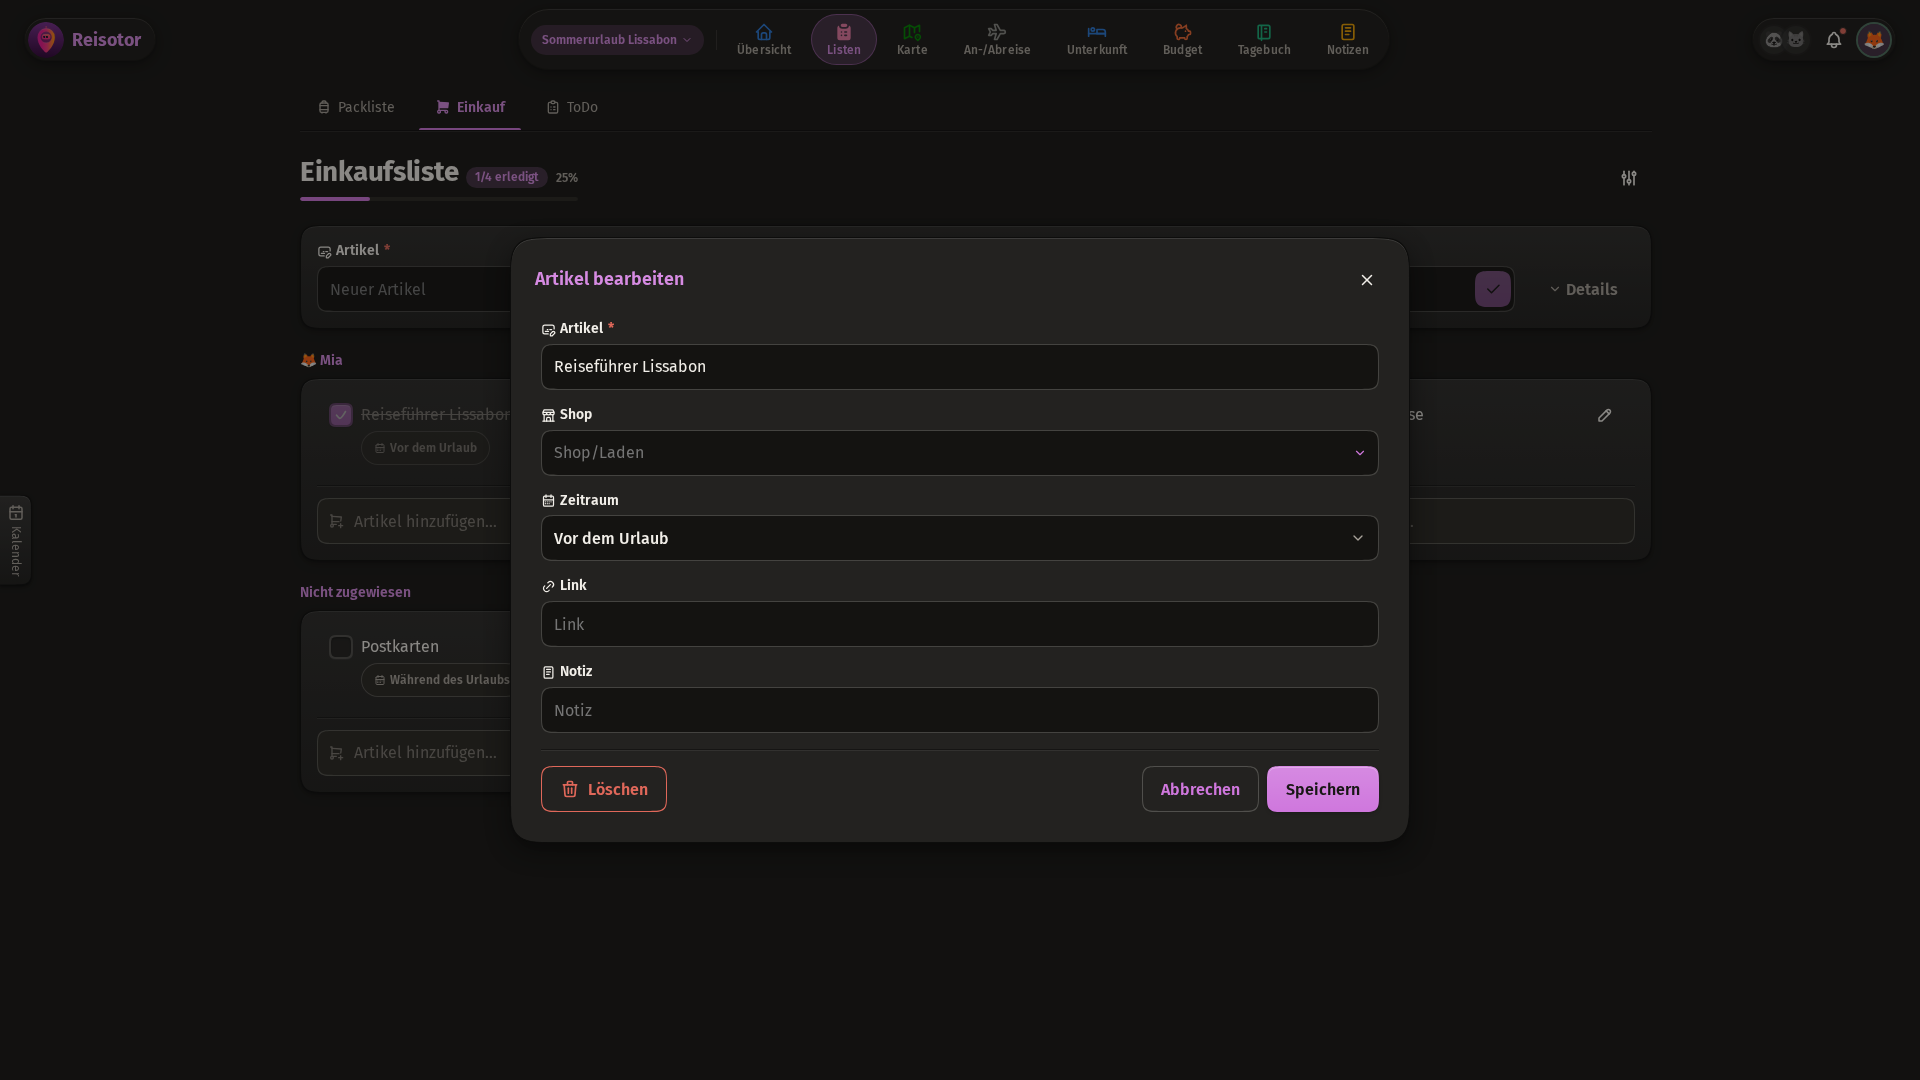 Reisotor
Sommerurlaub Lissabon
Übersicht
Listen
Karte
An-/Abreise
Unterkunft
Budget
Tagebuch
Notizen
Packliste
Einkauf
ToDo
Einkaufsliste
1/4 erledigt
25%
Artikel *
Neuer Artikel
Details
Mia
Reiseführer Lissabon
Vor dem Urlaub
Artikel hinzufügen...
Kalender
Nicht zugewiesen
Postkarten
Während des Urlaubs
Artikel hinzufügen...
Artikel bearbeiten
Artikel *
Reiseführer Lissabon
Shop
Shop/Laden
Zeitraum
Vor dem Urlaub
Link
Link
Notiz
Notiz
Löschen
Abbrechen
Speichern